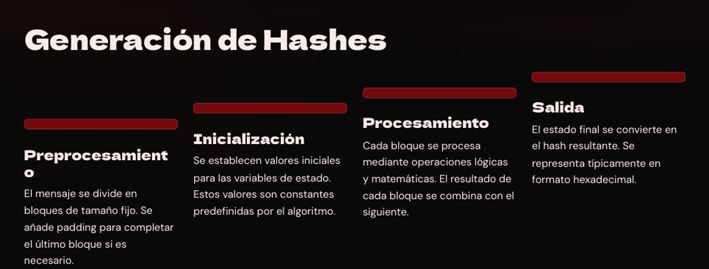 Generación de Hashes
Preprocesamient
o
El mensaje se divide en
bloques de tamaño fijo. Se
añade padding para completar
el último bloque si es
necesario.
Inicialización
Se establecen valores iniciales
para las variables de estado.
Estos valores son constantes
predefinidas por el algoritmo.
Procesamiento
Cada bloque se procesa
mediante operaciones lógicas
y matemáticas. El resultado de
cada bloque se combina con el
siguiente.
Salida
El estado final se convierte en
el hash resultante. Se
representa típicamente en
formato hexadecimal.